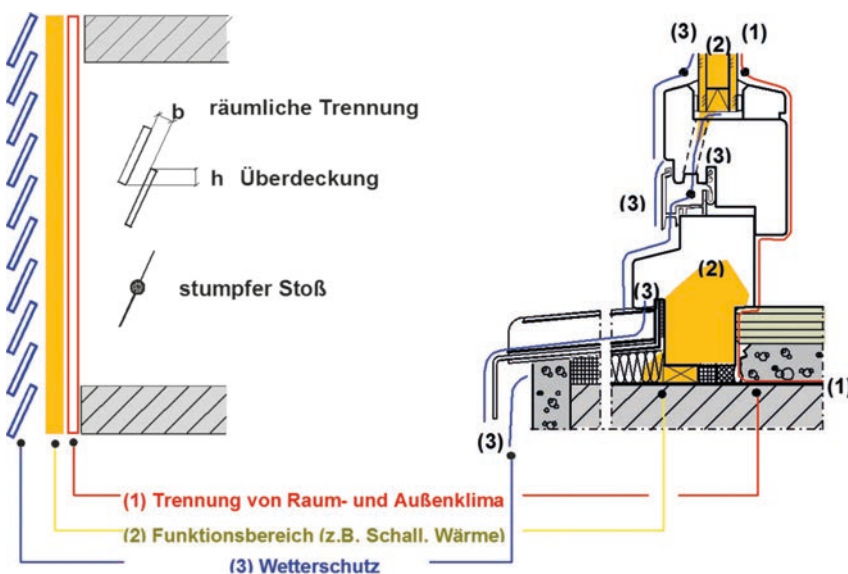 (3)
(2)
(1)
b räumliche Trennung
h Überdeckung
(3)
(3)
stumpfer Stoß
(2)
(3)
(1)
(3)
(1) Trennung von Raum- und Außenklima
(2) Funktionsbereich (z.B. Schall. Wärme)
(3) Wetterschutz